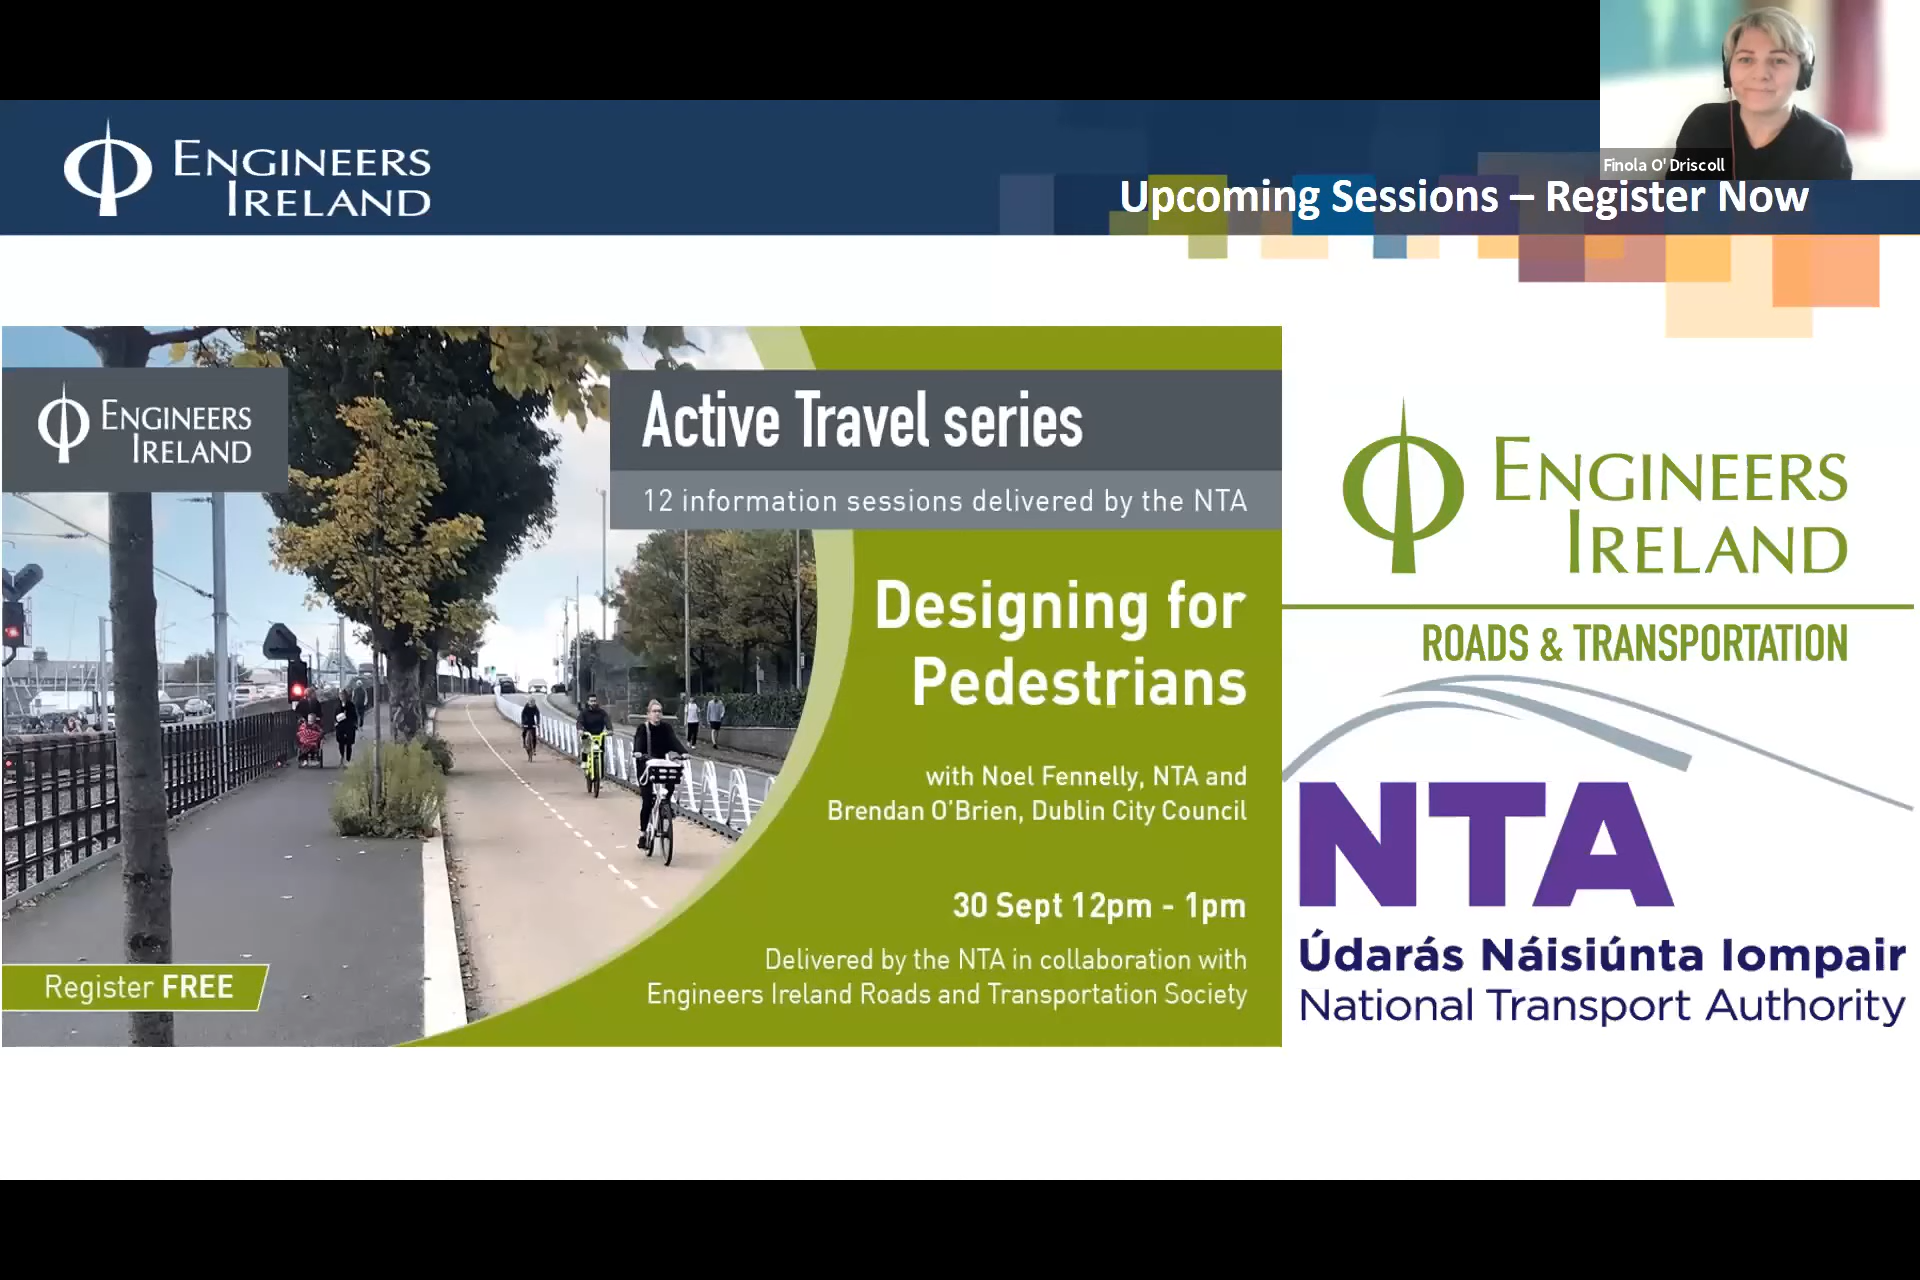 Finola O' Driscoll
ENGINEERS
IRELAND
Upcoming Sessions – Register Now
ENGINEERS
IRELAND
Active Travel series
12 information sessions delivered by the NTA
Designing for
Pedestrians
with Noel Fennelly, NTA and
Brendan O'Brien, Dublin City Council
30 Sept 12pm - 1pm
Delivered by the NTA in collaboration with
Engineers Ireland Roads and Transportation Society
Register FREE
ENGINEERS
IRELAND
ROADS & TRANSPORTATION
NTA
Údarás Náisiúnta Iompair
National Transport Authority